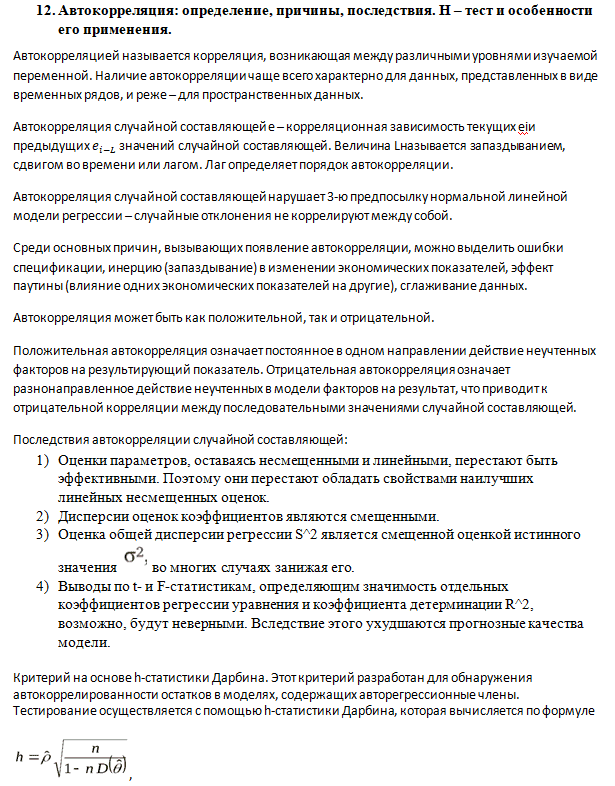 12. Автокорреляция: определение, причины, последствия. H – тест и особенности
его применения.
Автокорреляцией называется корреляция, возникающая между различными уровнями изучаемой
переменной. Наличие автокорреляции чаще всего характерно для данных, представленных в виде
временных рядов, и реже – для пространственных данных.
Автокорреляция случайной составляющей e – корреляционная зависимость текущих eiи
предыдущих 𝑒ᵢ₋L значений случайной составляющей. Величина Lназывается запаздыванием,
сдвигом во времени или лагом. Лаг определяет порядок автокорреляции.
Автокорреляция случайной составляющей нарушает 3-ю предпосылку нормальной линейной
модели регрессии – случайные отклонения не коррелируют между собой.
Среди основных причин, вызывающих появление автокорреляции, можно выделить ошибки
спецификации, инерцию (запаздывание) в изменении экономических показателей, эффект
паутины (влияние одних экономических показателей на другие), сглаживание данных.
Автокорреляция может быть как положительной, так и отрицательной.
Положительная автокорреляция означает постоянное в одном направлении действие неучтенных
факторов на результирующий показатель. Отрицательная автокорреляция означает
разнонаправленное действие неучтенных в модели факторов на результат, что приводит к
отрицательной корреляции между последовательными значениями случайной составляющей.
Последствия автокорреляции случайной составляющей:
1) Оценки параметров, оставаясь несмещенными и линейными, перестают быть
эффективными. Поэтому они перестают обладать свойствами наилучших
линейных несмещенных оценок.
2) Дисперсии оценок коэффициентов являются смещенными.
3) Оценка общей дисперсии регрессии S^2 является смещенной оценкой истинного
значения σ², во многих случаях занижая его.
4) Выводы по t- и F-статистикам, определяющим значимость отдельных
коэффициентов регрессии уравнения и коэффициента детерминации R^2,
возможно, будут неверными. Вследствие этого ухудшаются прогнозные качества
модели.
Критерий на основе h-статистики Дарбина. Этот критерий разработан для обнаружения
автокоррелированности остатков в моделях, содержащих авторегрессионные члены.
Тестирование осуществляется с помощью h-статистики Дарбина, которая вычисляется по формуле
h = ρ̂ √(n / (1 - n D(θ̂))) ,